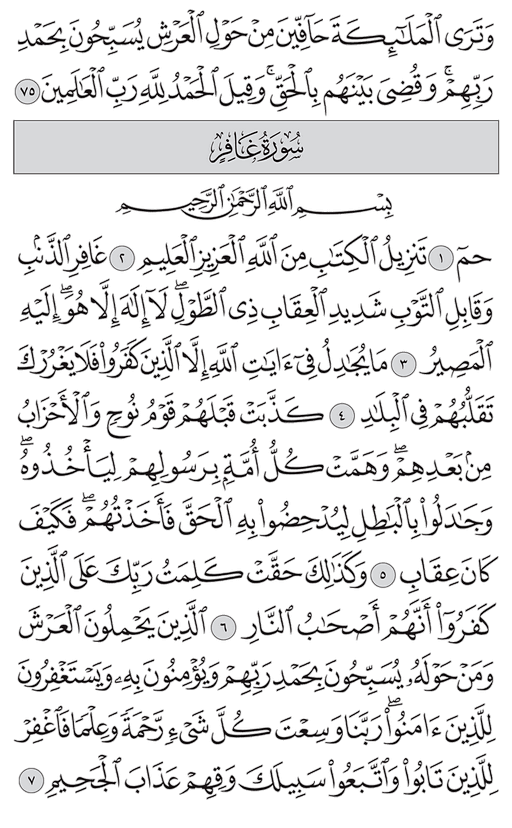 وَتَرَى ٱلْمَلَـٰٓئِكَةَ حَآفِّينَ مِنْ حَوْلِ ٱلْعَرْشِ يُسَبِّحُونَ بِحَمْدِ
رَبِّهِمْ ۖ وَقُضِىَ بَيْنَهُم بِٱلْحَقِّ وَقِيلَ ٱلْحَمْدُ لِلَّهِ رَبِّ ٱلْعَـٰلَمِينَ ٧٥
سُورَةُ غَافِرٍ
بِسْمِ ٱللَّهِ ٱلرَّحْمَـٰنِ ٱلرَّحِيمِ
حمٓ ١ تَنزِيلُ ٱلْكِتَـٰبِ مِنَ ٱللَّهِ ٱلْعَزِيزِ ٱلْعَلِيمِ ٢ غَافِرِ ٱلذَّنۢبِ
وَقَابِلِ ٱلتَّوْبِ شَدِيدِ ٱلْعِقَابِ ذِى ٱلطَّوْلِ ۖ لَآ إِلَـٰهَ إِلَّا هُوَ ۖ إِلَيْهِ
ٱلْمَصِيرُ ٣ مَا يُجَـٰدِلُ فِىٓ ءَايَـٰتِ ٱللَّهِ إِلَّا ٱلَّذِينَ كَفَرُوا۟ فَلَا يَغْرُرْكَ
تَقَلُّبُهُمْ فِى ٱلْبِلَـٰدِ ٤ كَذَّبَتْ قَبْلَهُمْ قَوْمُ نُوحٍ وَٱلْأَحْزَابُ
مِنۢ بَعْدِهِمْ ۖ وَهَمَّتْ كُلُّ أُمَّةٍۭ بِرَسُولِهِمْ لِيَأْخُذُوهُ ۖ
وَجَـٰدَلُوا۟ بِٱلْبَـٰطِلِ لِيُدْحِضُوا۟ بِهِ ٱلْحَقَّ فَأَخَذْتُهُمْ ۖ فَكَيْفَ
كَانَ عِقَابِ ٥ وَكَذَٰلِكَ حَقَّتْ كَلِمَتُ رَبِّكَ عَلَى ٱلَّذِينَ
كَفَرُوٓا۟ أَنَّهُمْ أَصْحَـٰبُ ٱلنَّارِ ٦ ٱلَّذِينَ يَحْمِلُونَ ٱلْعَرْشَ
وَمَنْ حَوْلَهُۥ يُسَبِّحُونَ بِحَمْدِ رَبِّهِمْ وَيُؤْمِنُونَ بِهِۦ وَيَسْتَغْفِرُونَ
لِلَّذِينَ ءَامَنُوا۟ ۖ رَبَّنَا وَسِعْتَ كُلَّ شَىْءٍ رَّحْمَةً وَعِلْمًا فَٱغْفِرْ
لِلَّذِينَ تَابُوا۟ وَٱتَّبَعُوا۟ سَبِيلَكَ وَقِهِمْ عَذَابَ ٱلْجَحِيمِ ٧